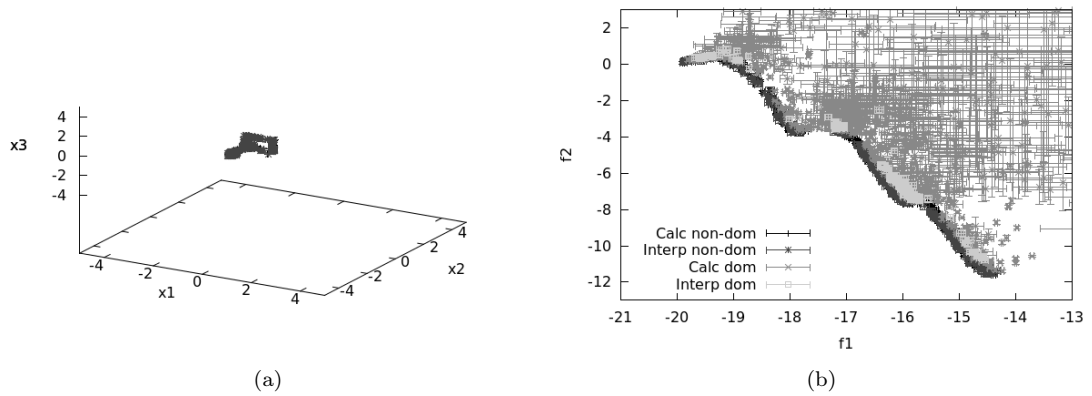 4
2
0
-2
-4
x3
-4
-2
0
2
4
x1
-4
-2
0
2
4
x2
(a)
2
0
-2
-4
-6
-8
-10
-12
f2
Calc non-dom
Interp non-dom
Calc dom
Interp dom
-21 -20 -19 -18 -17 -16 -15 -14 -13
f1
(b)